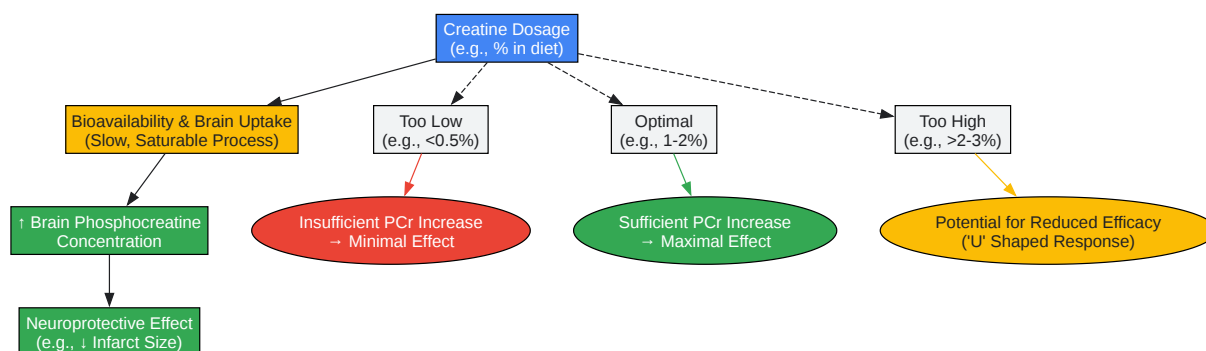 Creatine Dosage
(e.g., % in diet)
Bioavailability & Brain Uptake
(Slow, Saturable Process)
Too Low
(e.g., <0.5%)
Optimal
(e.g., 1-2%)
Too High
(e.g., >2-3%)
↑ Brain Phosphocreatine
Concentration
Insufficient PCr Increase
→ Minimal Effect
Sufficient PCr Increase
→ Maximal Effect
Potential for Reduced Efficacy
('U' Shaped Response)
Neuroprotective Effect
(e.g., ↓ Infarct Size)